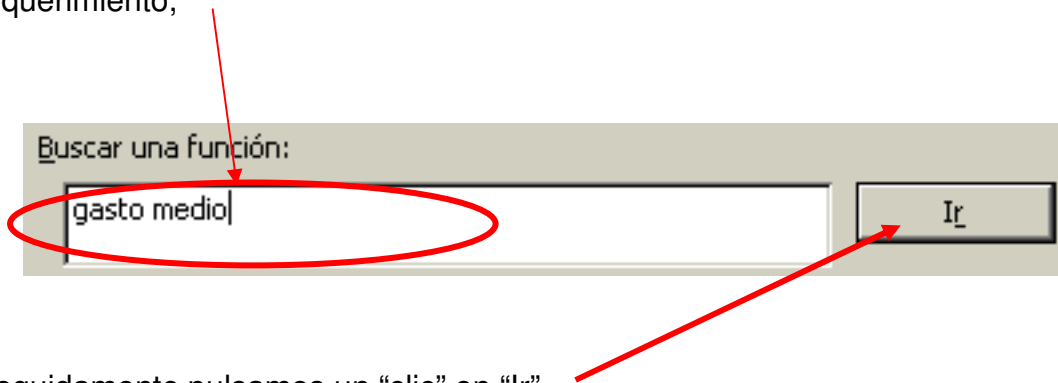 querimiento,
Buscar una función:
gasto medio
Ir
eguidamente pulsamos un “clic” en “Ir”